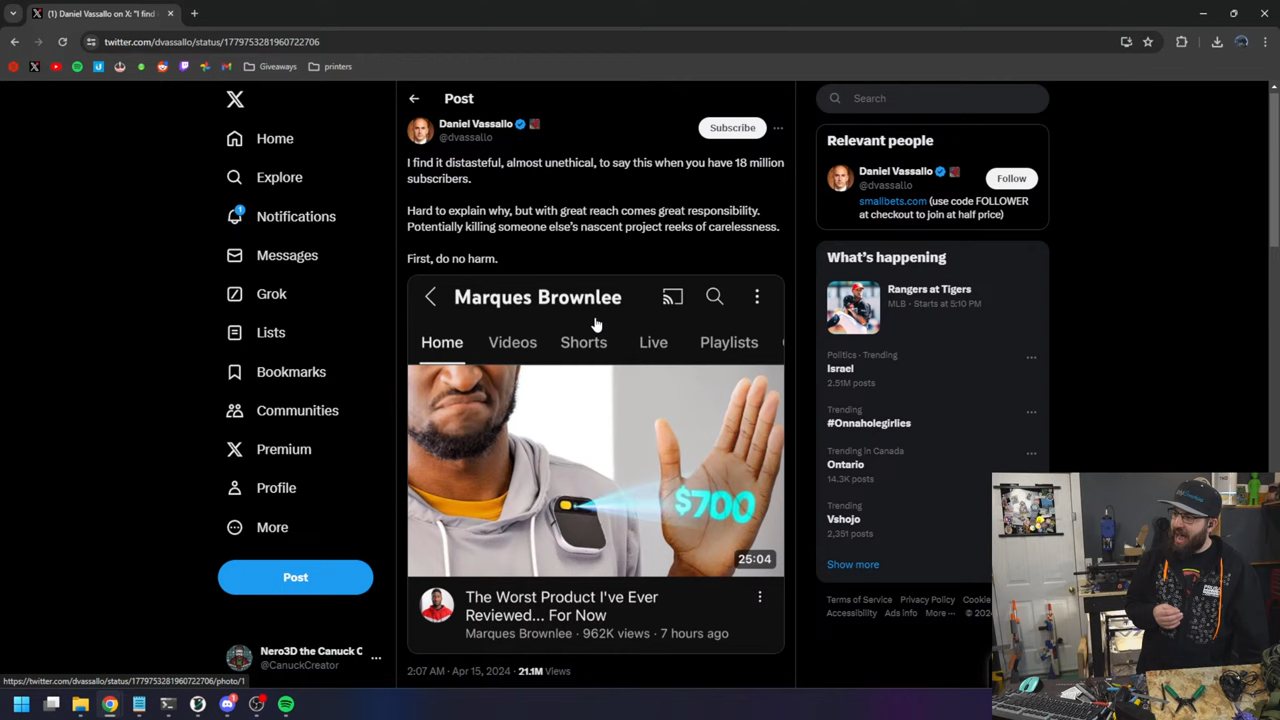 (1) Daniel Vassallo on X: "I find i
twitter.com/dvassallo/status/1779753281960722706
Giveaways
printers
Home
Explore
1
Notifications
Messages
Grok
Lists
Bookmarks
Communities
Premium
Profile
More
Post
Nero3D the Canuck C
@CanuckCreator
https://twitter.com/dvassallo/status/1779753281960722706/photo/1
Post
Daniel Vassallo
@dvassallo
Subscribe
I find it distasteful, almost unethical, to say this when you have 18 million
subscribers.
Hard to explain why, but with great reach comes great responsibility.
Potentially killing someone else's nascent project reeks of carelessness.
First, do no harm.
Marques Brownlee
Home Videos Shorts Live Playlists
$700
25:04
The Worst Product I've Ever
Reviewed... For Now
Marques Brownlee · 962K views · 7 hours ago
2:07 AM · Apr 15, 2024 · 21.1M Views
Search
Relevant people
Daniel Vassallo
@dvassallo
Follow
smallbets.com (use code FOLLOWER
at checkout to join at half price)
What's happening
Rangers at Tigers
MLB · Starts at 5:10 PM
Politics · Trending
Israel
2.51M posts
Trending
#Onnaholegirlies
Trending in Canada
Ontario
14.3K posts
Trending
Vshojo
2,351 posts
Show more
Terms of Service Privacy Policy Cookie
Accessibility Ads info More ··· © 202